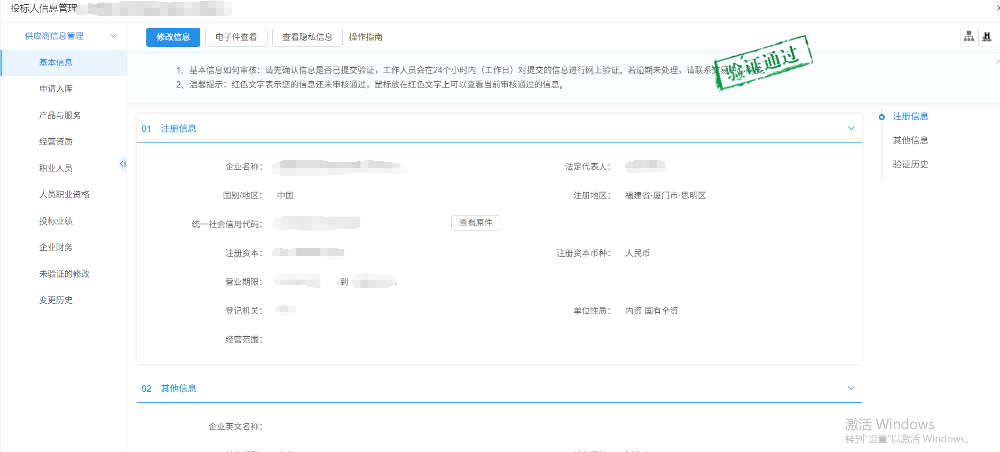 投标人信息管理
供应商信息管理
基本信息
申请入库
产品与服务
经营资质
职业人员
人员职业资格
投标业绩
企业财务
未验证的修改
变更历史
修改信息 电子件查看 查看隐私信息 操作指南
验证通过
1、基本信息如何审核：请先确认信息是否已提交验证，工作人员会在24个小时内（工作日）对提交的信息进行网上验证。若逾期未处理，请联系交易中心审核。
2、温馨提示：红色文字表示您的信息还未审核通过，鼠标放在红色文字上可以查看当前审核通过的信息。
01 注册信息
企业名称： 法定代表人：
国别/地区： 中国 注册地区： 福建省·厦门市·思明区
统一社会信用代码： 查看原件
注册资本： 注册资本币种： 人民币
营业期限： 到
登记机关： 单位性质： 内资·国有全资
经营范围：
02 其他信息
企业英文名称：
注册信息
其他信息
验证历史
激活 Windows
转到“设置”以激活 Windows。